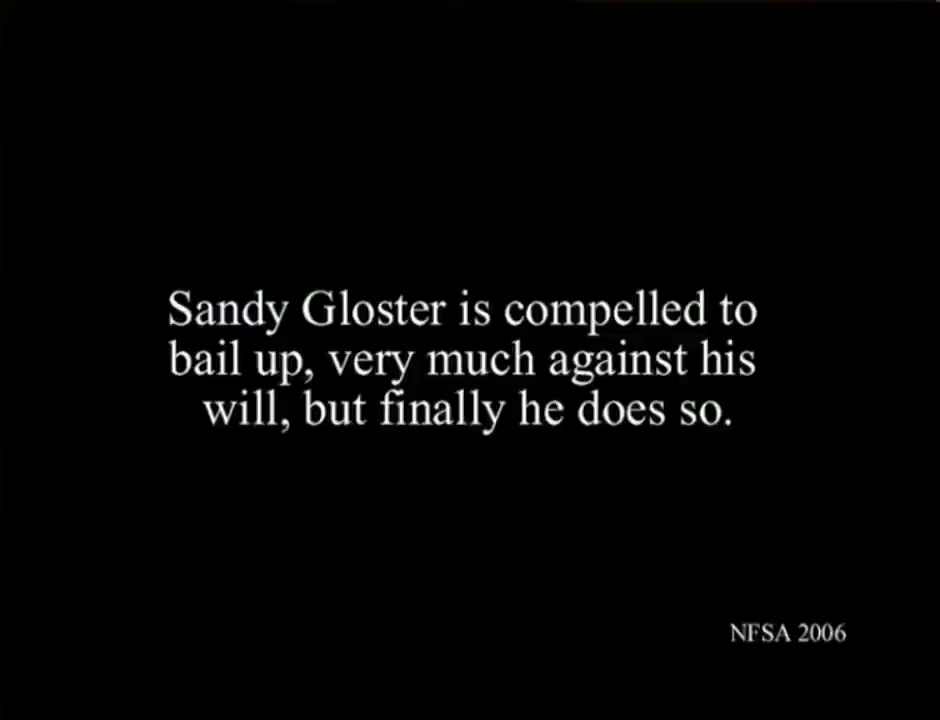 Sandy Gloster is compelled to
bail up, very much against his
will, but finally he does so.
NFSA 2006